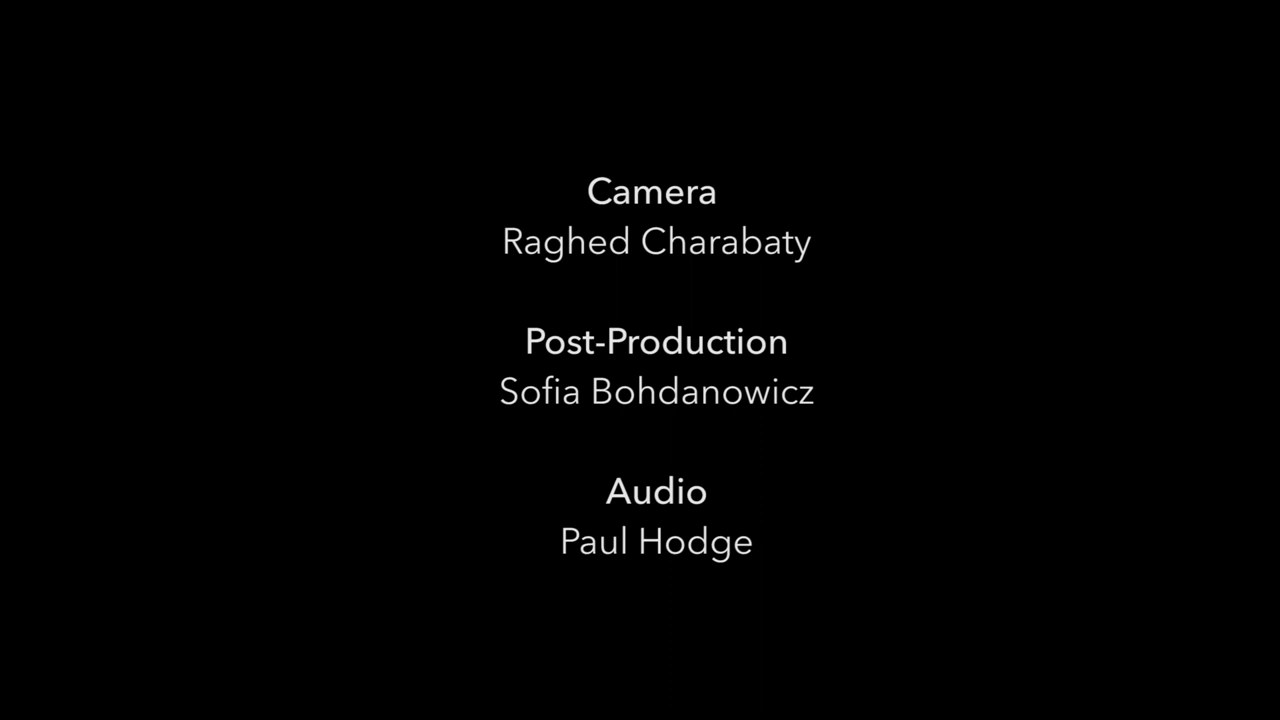 Camera
Raghed Charabaty
Post-Production
Sofia Bohdanowicz
Audio
Paul Hodge